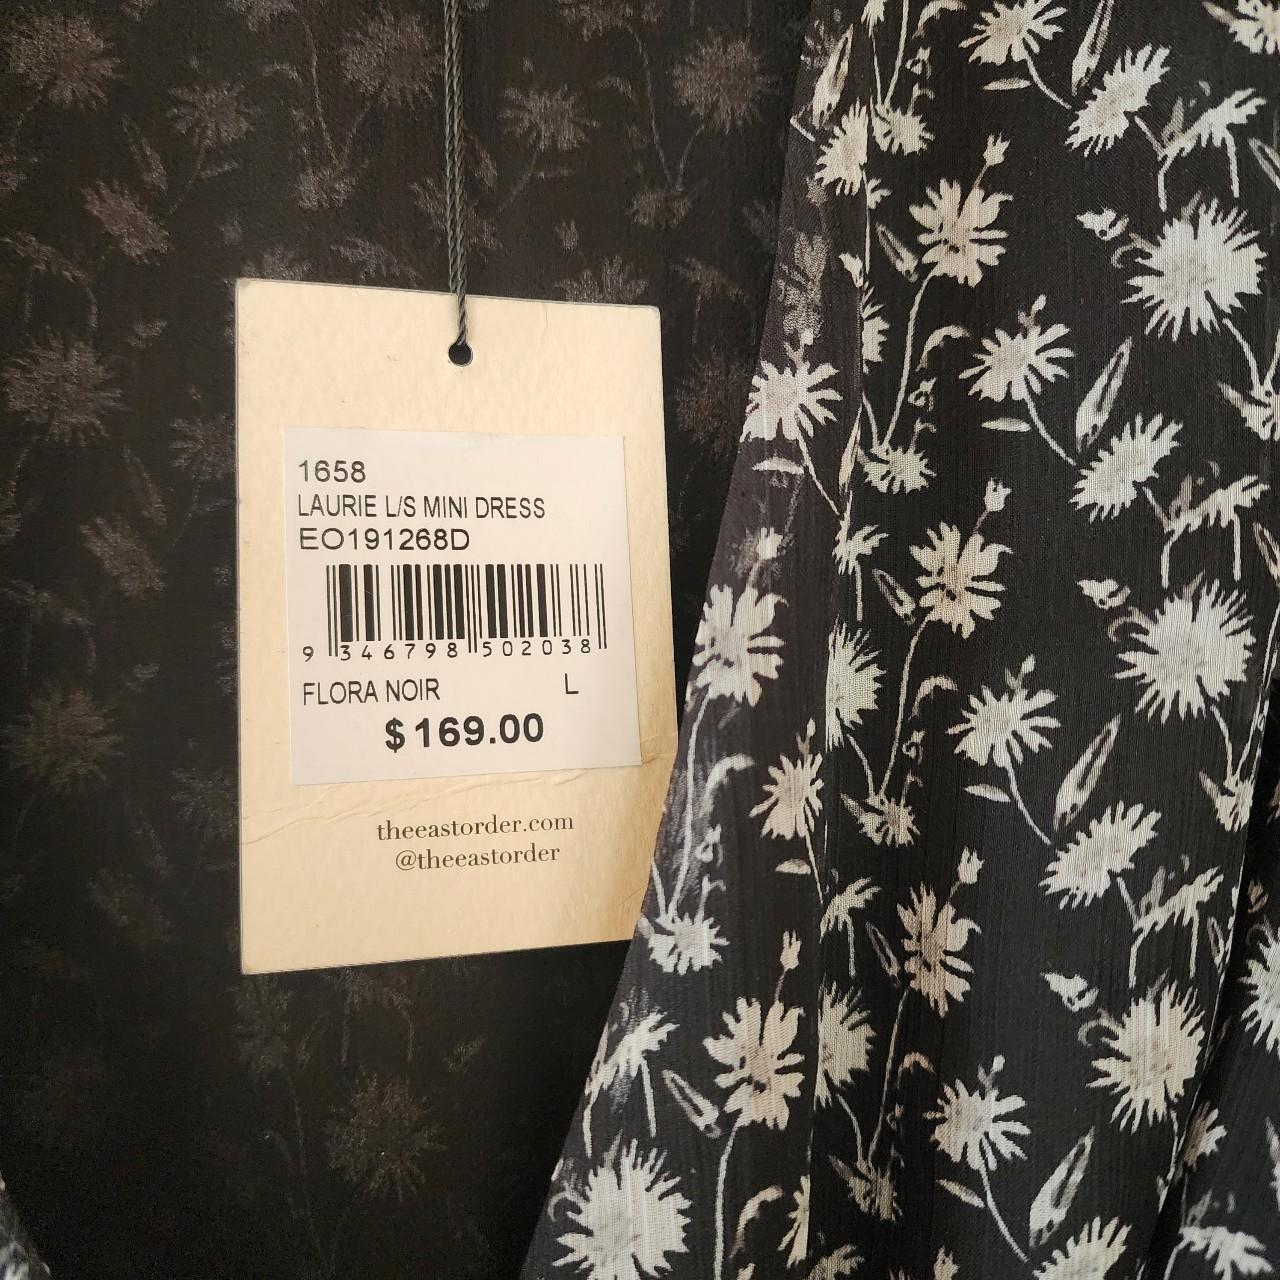 1658
LAURIE L/S MINI DRESS
EO191268D
9 346798 502038
FLORA NOIR L
$169.00
theeastorder.com
@theeastorder